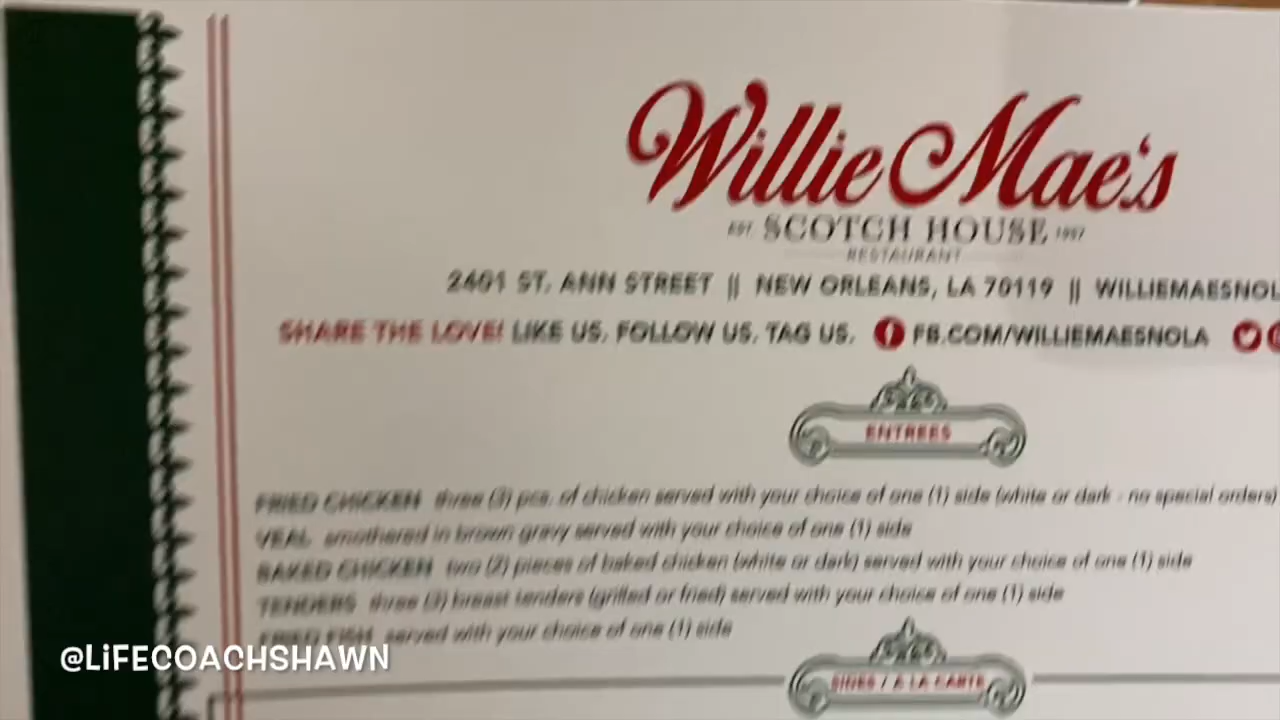 Willie Mae's
EST. SCOTCH HOUSE 1957
RESTAURANT
2401 ST. ANN STREET || NEW ORLEANS, LA 70119 || WILLIEMAESNOL
SHARE THE LOVE! LIKE US. FOLLOW US. TAG US. FB.COM/WILLIEMAESNOLA
ENTREES
FRIED CHICKEN three (3) pcs. of chicken served with your choice of one (1) side (white or dark - no special orders)
VEAL smothered in brown gravy served with your choice of one (1) side
BAKED CHICKEN two (2) pieces of baked chicken (white or dark) served with your choice of one (1) side
TENDERS three (3) breast tenders (grilled or fried) served with your choice of one (1) side
FRIED FISH served with your choice of one (1) side
@LiFECOACHSHAWN
SIDES / A LA CARTE